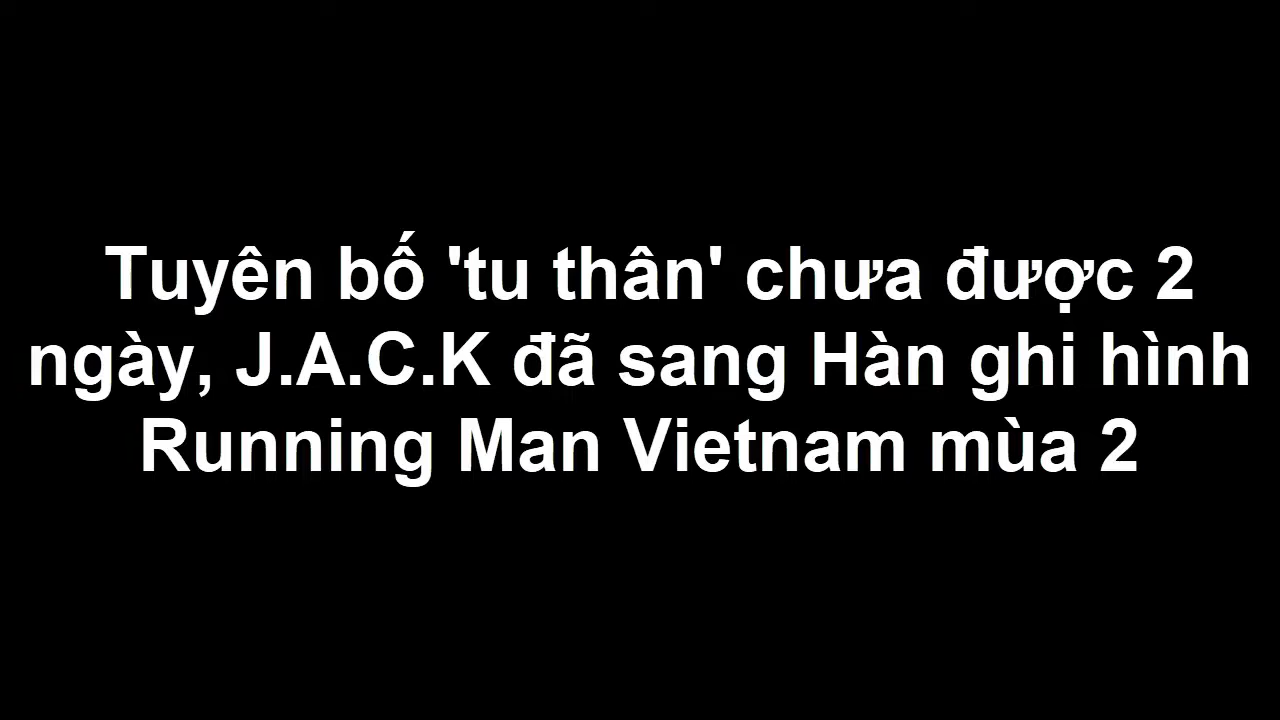 Tuyên bố 'tu thân' chưa được 2
ngày, J.A.C.K đã sang Hàn ghi hình
Running Man Vietnam mùa 2